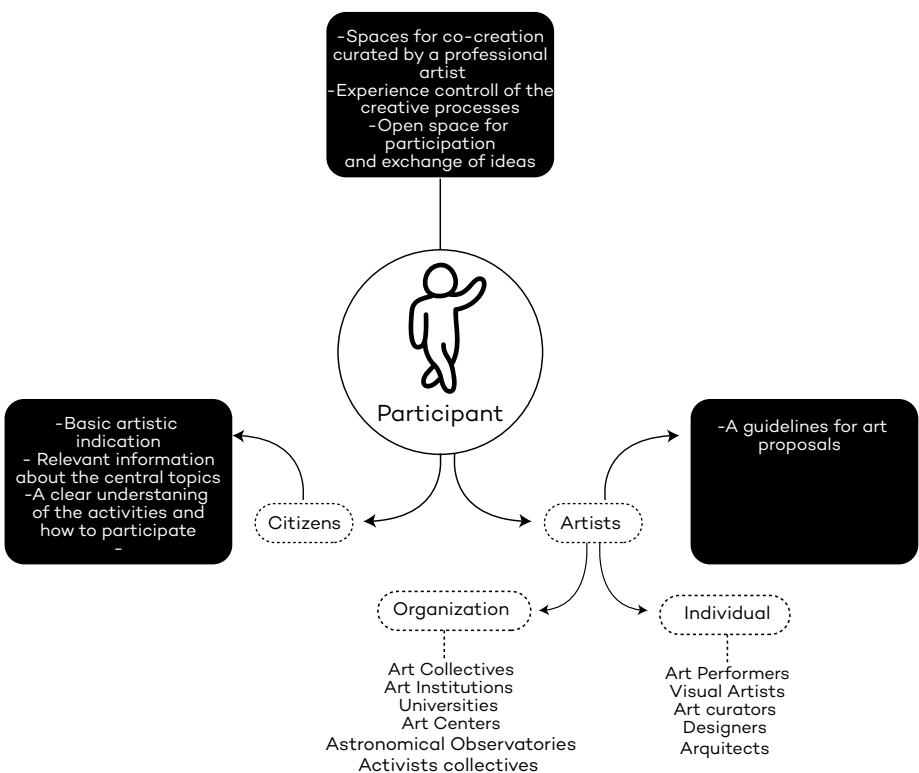 -Spaces for co-creation
curated by a professional
artist
-Experience controll of the
creative processes
-Open space for
participation
and exchange of ideas
Participant
-Basic artistic
indication
- Relevant information
about the central topics
-A clear understaning
of the activities and
how to participate
-
-A guidelines for art
proposals
Citizens
Artists
Organization
Individual
Art Collectives
Art Institutions
Universities
Art Centers
Astronomical Observatories
Activists collectives
Art Performers
Visual Artists
Art curators
Designers
Arquitects